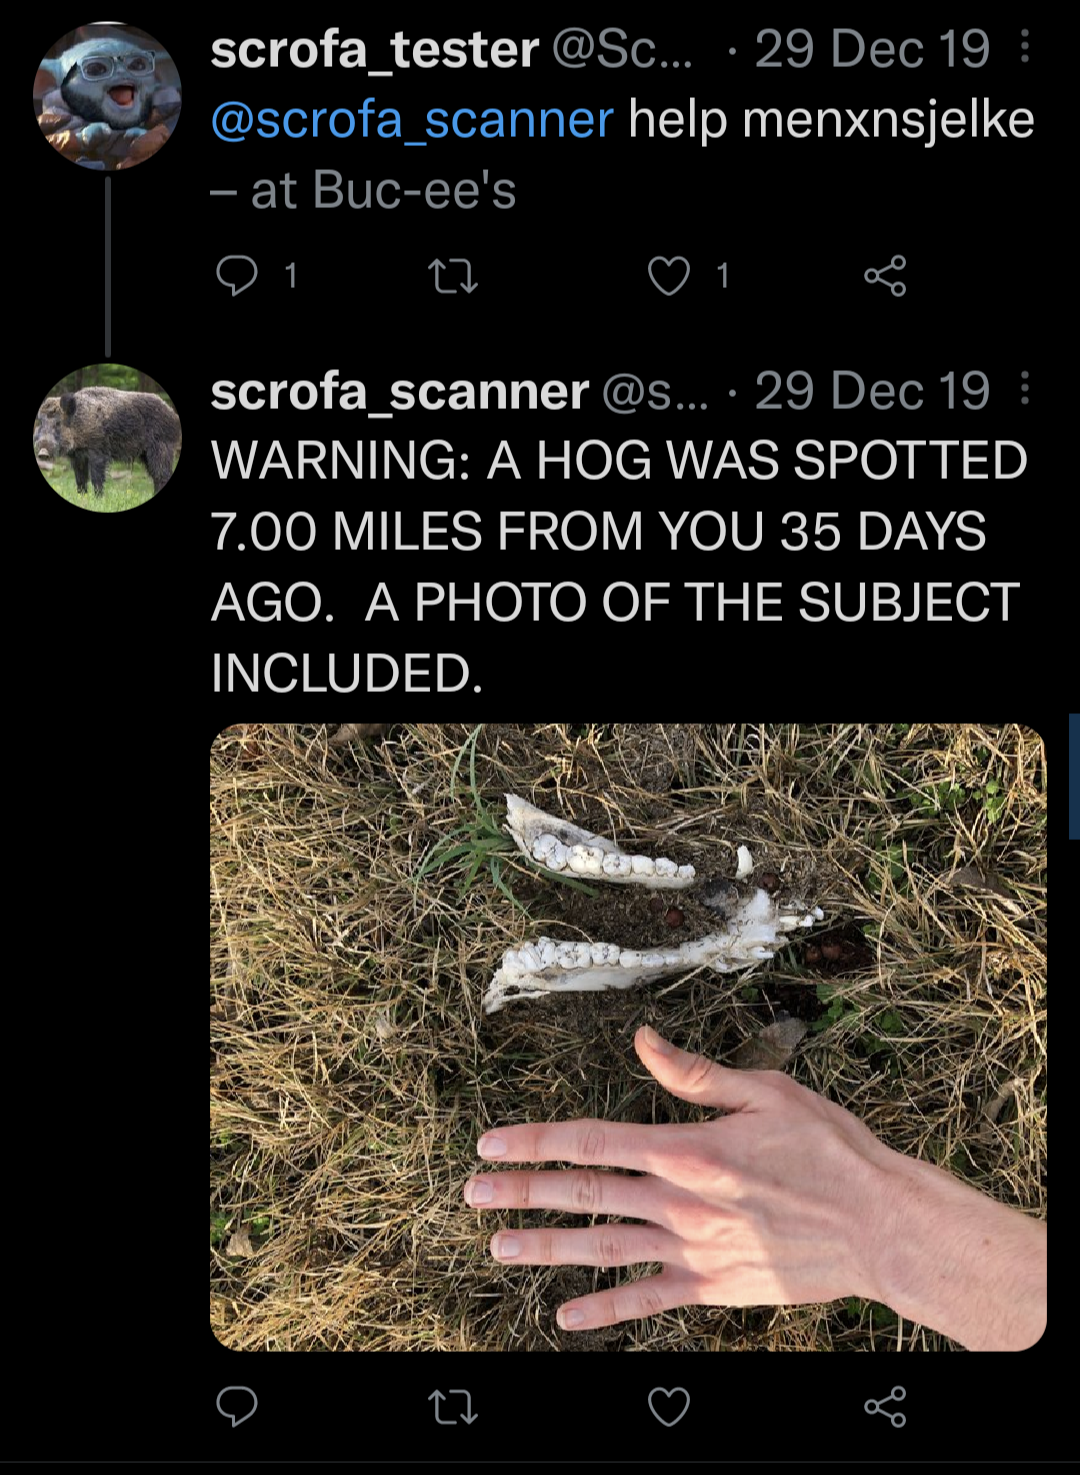 scrofa_tester @Sc... · 29 Dec 19
@scrofa_scanner help menxnsjelke
– at Buc-ee's
1 1
scrofa_scanner @s... · 29 Dec 19
WARNING: A HOG WAS SPOTTED
7.00 MILES FROM YOU 35 DAYS
AGO.  A PHOTO OF THE SUBJECT
INCLUDED.